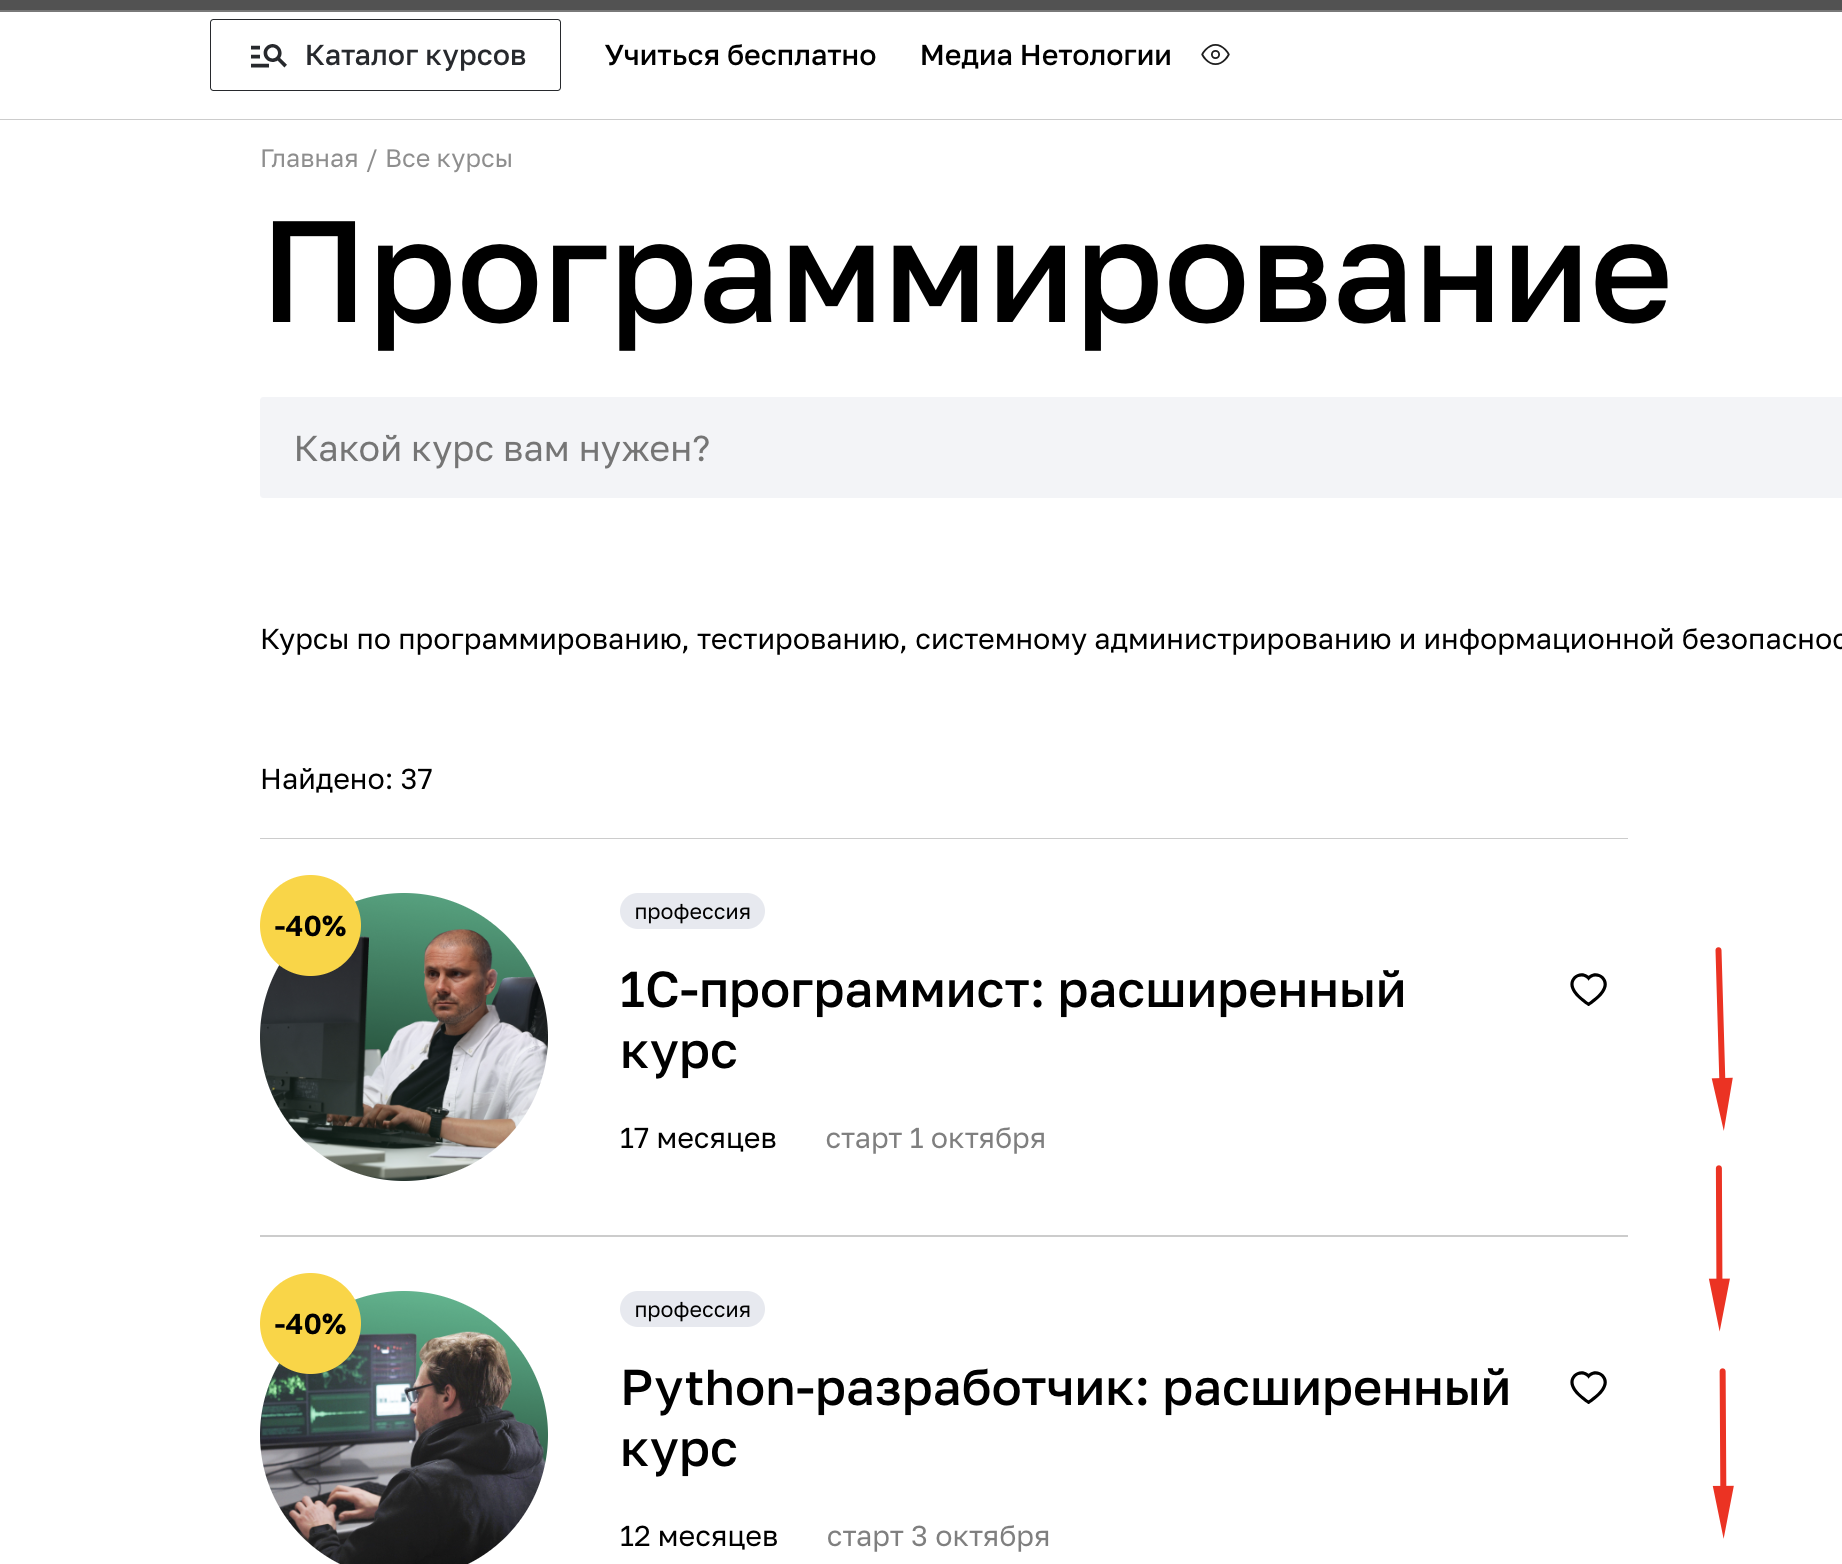 Каталог курсов
Учиться бесплатно
Медиа Нетологии
Главная / Все курсы
Программирование
Какой курс вам нужен?
Курсы по программированию, тестированию, системному администрированию и информационной
Найдено: 37
-40%
профессия
1С-программист: расширенный
курс
17 месяцев
старт 1 октября
-40%
профессия
Python-разработчик: расширенный
курс
12 месяцев
старт 3 октября